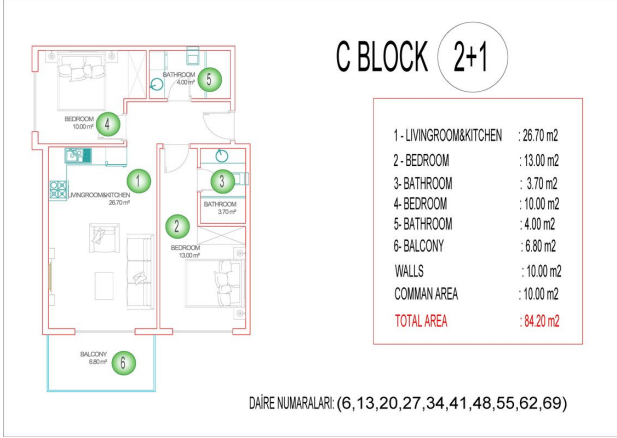 C BLOCK 2+1
BATHROOM
4.00 m²
5
BEDROOM
10.00 m²
4
1
LIVINGROOM&KITCHEN
26.70 m²
3
BATHROOM
3.70 m²
2
BEDROOM
13.00 m²
BALCONY
6.80 m²
6
1 - LIVINGROOM&KITCHEN : 26.70 m2
2 - BEDROOM : 13.00 m2
3- BATHROOM : 3.70 m2
4- BEDROOM : 10.00 m2
5- BATHROOM : 4.00 m2
6- BALCONY : 6.80 m2
WALLS : 10.00 m2
COMMAN AREA : 10.00 m2
TOTAL AREA : 84.20 m2
DAİRE NUMARALARI: (6,13,20,27,34,41,48,55,62,69)